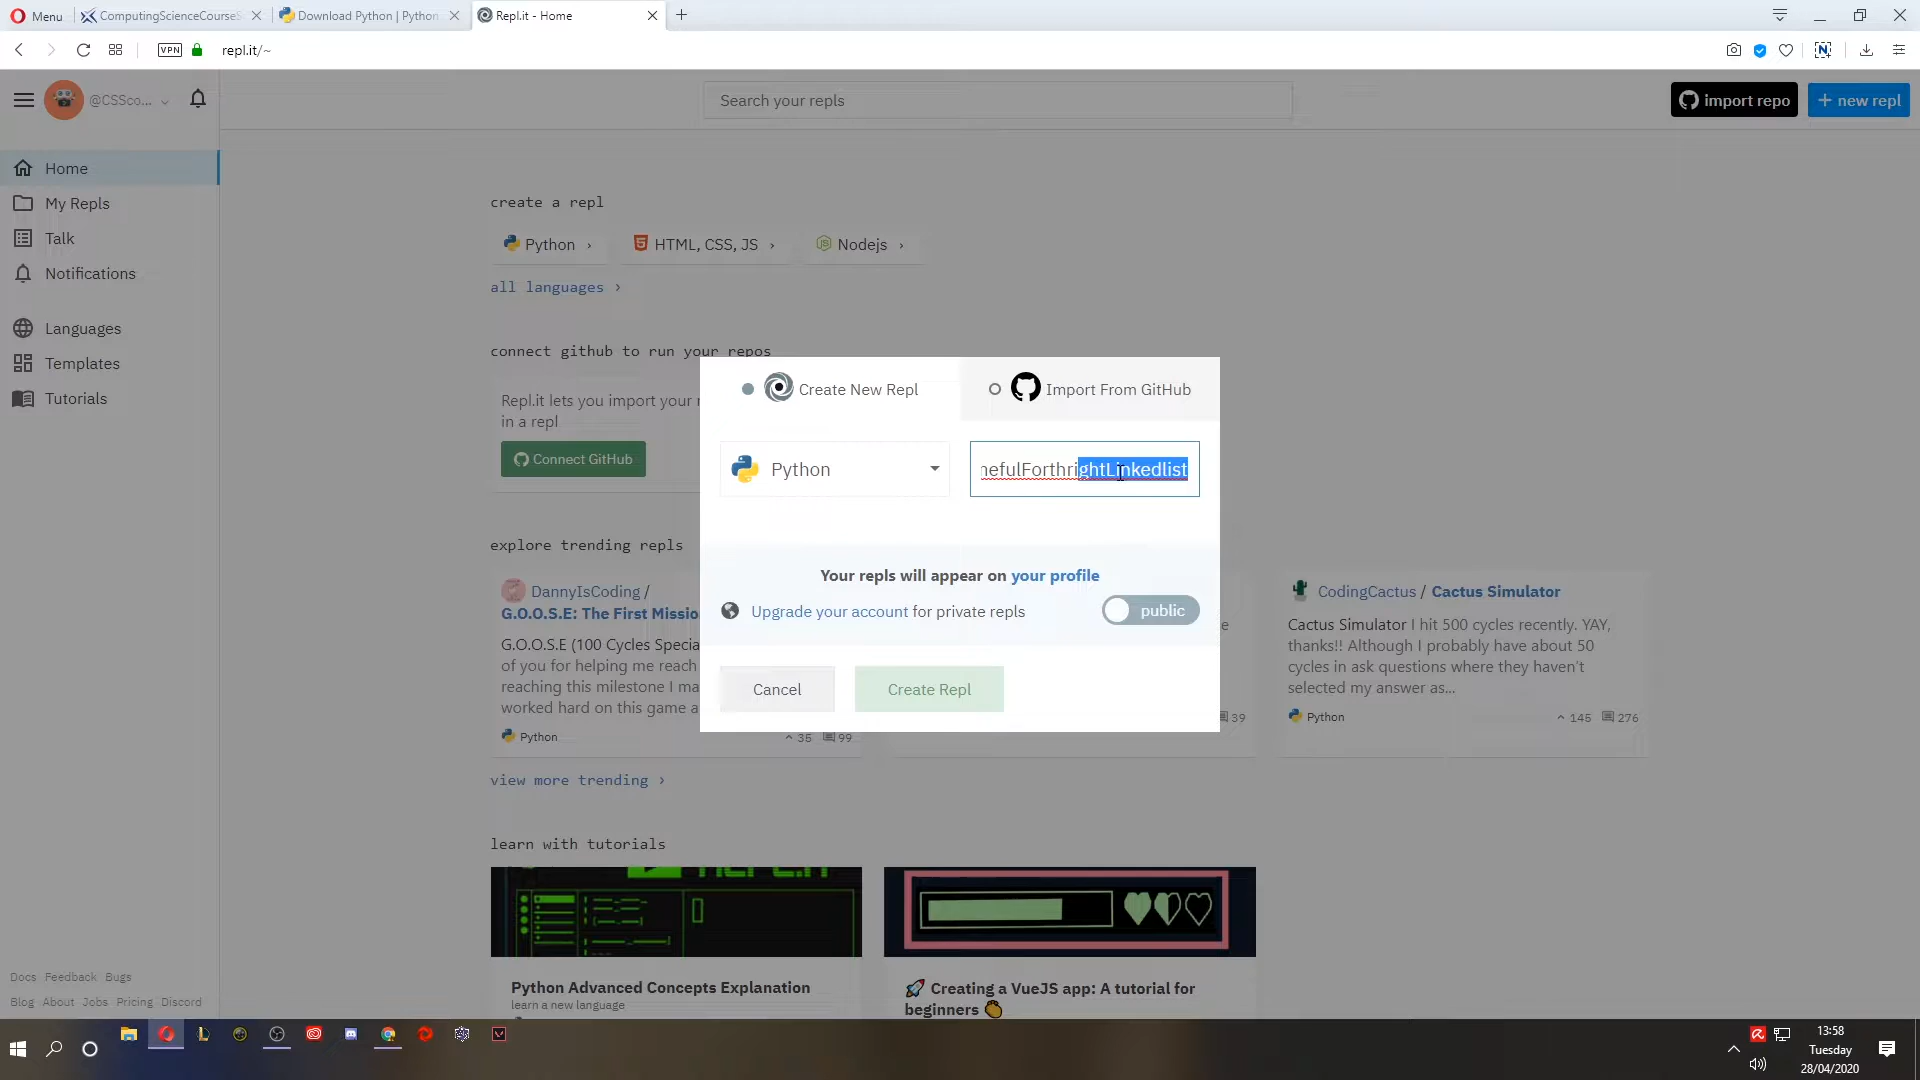 Menu
ComputingScienceCourseS
Download Python | Python
Repl.it - Home
VPN
repl.it/~
@CSSco...
Search your repls
import repo
+ new repl
Home
My Repls
Talk
Notifications
Languages
Templates
Tutorials
create a repl
Python ›
HTML, CSS, JS ›
Nodejs ›
all languages ›
connect github to run your repos
Repl.it lets you import your
in a repl
Connect GitHub
Create New Repl
Import From GitHub
Python
nefulForthrightLinkedlist
Your repls will appear on your profile
Upgrade your account for private repls
public
Cancel
Create Repl
explore trending repls
DannyIsCoding /
G.O.O.S.E: The First Missio
G.O.O.S.E (100 Cycles Specia
of you for helping me reach
reaching this milestone I ma
worked hard on this game a
Python
35
99
e
39
CodingCactus / Cactus Simulator
Cactus Simulator I hit 500 cycles recently. YAY,
thanks!! Although I probably have about 50
cycles in ask questions where they haven't
selected my answer as...
Python
145
276
view more trending ›
learn with tutorials
Python Advanced Concepts Explanation
learn a new language
Creating a VueJS app: A tutorial for
beginners
Docs Feedback Bugs
Blog About Jobs Pricing Discord
13:58
Tuesday
28/04/2020